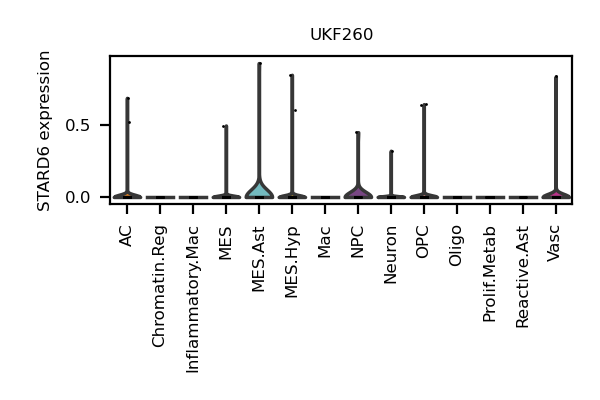 UKF260
STARD6 expression
0.5
0.0
AC
Chromatin.Reg
Inflammatory.Mac
MES
MES.Ast
MES.Hyp
Mac
NPC
Neuron
OPC
Oligo
Prolif.Metab
Reactive.Ast
Vasc